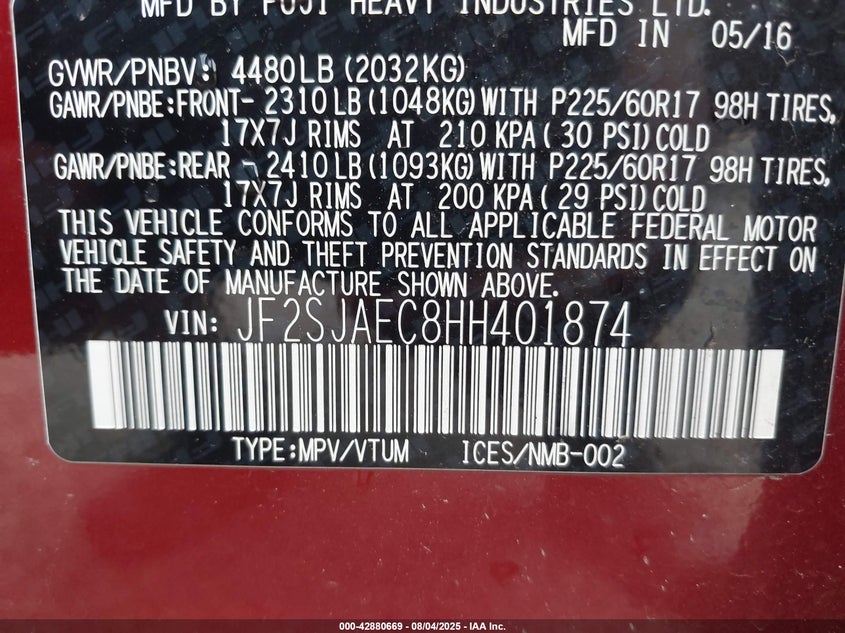 MFD BY FUJI HEAVY INDUSTRIES LTD.
MFD IN 05/16
GVWR/PNBV: 4480LB (2032KG)
GAWR/PNBE:FRONT- 2310LB (1048KG) WITH P225/60R17 98H TIRES,
17X7J RIMS AT 210 KPA( 30 PSI) COLD
GAWR/PNBE:REAR - 2410LB (1093KG) WITH P225/60R17 98H TIRES,
17X7J RIMS AT 200 KPA( 29 PSI) COLD
THIS VEHICLE CONFORMS TO ALL APPLICABLE FEDERAL MOTOR
VEHICLE SAFETY AND THEFT PREVENTION STANDARDS IN EFFECT ON
THE DATE OF MANUFACTURE SHOWN ABOVE.
VIN: JF2SJAEC8HH401874
TYPE:MPV/VTUM ICES/NMB-002
000-42880669 - 08/04/2025 - IAA Inc.